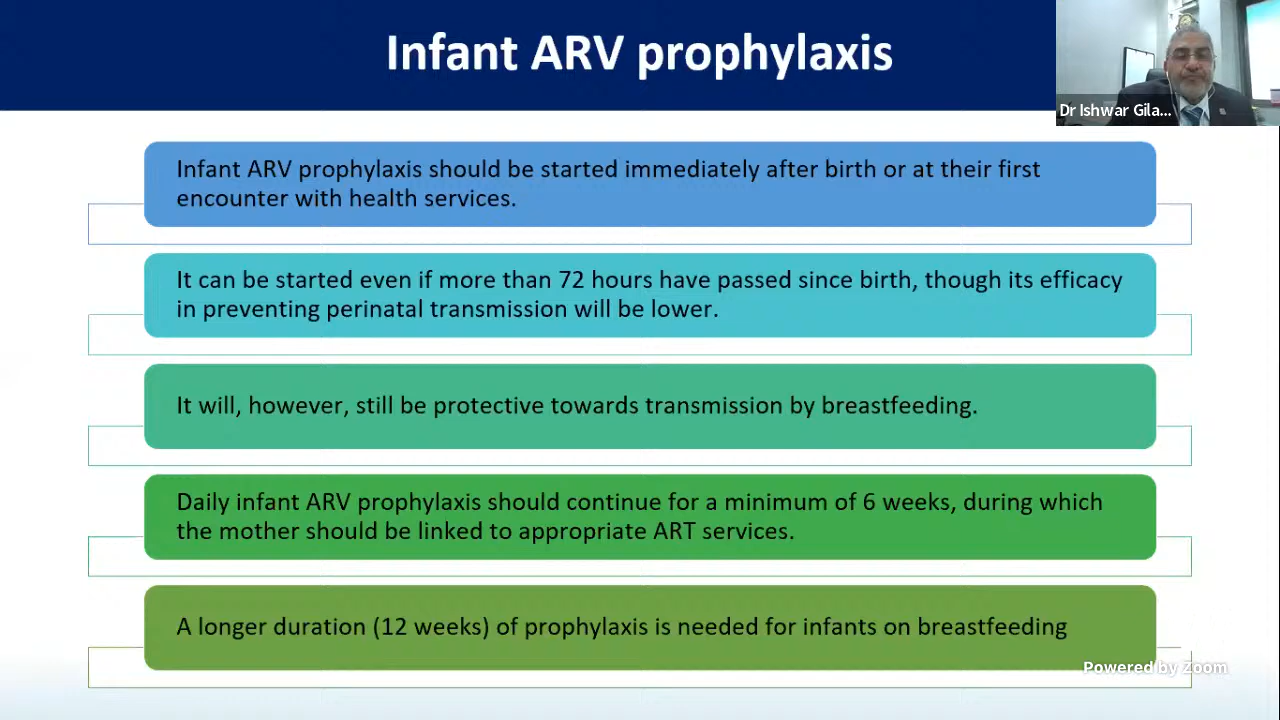 Infant ARV prophylaxis
Dr Ishwar Gila...
Infant ARV prophylaxis should be started immediately after birth or at their first
encounter with health services.
It can be started even if more than 72 hours have passed since birth, though its efficacy
in preventing perinatal transmission will be lower.
It will, however, still be protective towards transmission by breastfeeding.
Daily infant ARV prophylaxis should continue for a minimum of 6 weeks, during which
the mother should be linked to appropriate ART services.
A longer duration (12 weeks) of prophylaxis is needed for infants on breastfeeding
Powered by Zoom